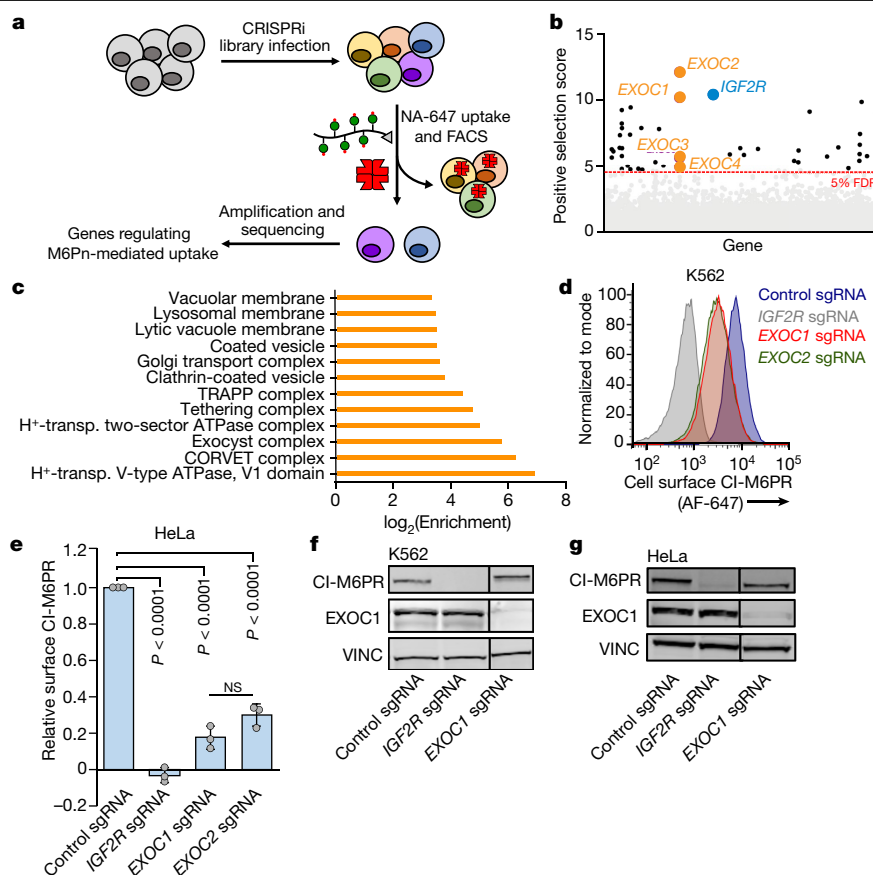 a
CRISPRi
library infection
NA-647 uptake
and FACS
Amplification and
sequencing
Genes regulating
M6Pn-mediated uptake
b
Positive selection score
15
10
5
0
EXOC2
EXOC1
IGF2R
EXOC3
EXOC4
5% FDR
Gene
c
Vacuolar membrane
Lysosomal membrane
Lytic vacuole membrane
Coated vesicle
Golgi transport complex
Clathrin-coated vesicle
TRAPP complex
Tethering complex
H⁺-transp. two-sector ATPase complex
Exocyst complex
CORVET complex
H⁺-transp. V-type ATPase, V1 domain
0 2 4 6 8
log₂(Enrichment)
d
K562
Normalized to mode
100
80
60
40
20
0
10² 10³ 10⁴ 10⁵
Cell surface CI-M6PR
(AF-647)
Control sgRNA
IGF2R sgRNA
EXOC1 sgRNA
EXOC2 sgRNA
e
HeLa
Relative surface CI-M6PR
1.2
1.0
0.8
0.6
0.4
0.2
0
−0.2
P < 0.0001
P < 0.0001
P < 0.0001
NS
Control sgRNA
IGF2R sgRNA
EXOC1 sgRNA
EXOC2 sgRNA
f
K562
CI-M6PR
EXOC1
VINC
Control sgRNA
IGF2R sgRNA
EXOC1 sgRNA
g
HeLa
CI-M6PR
EXOC1
VINC
Control sgRNA
IGF2R sgRNA
EXOC1 sgRNA